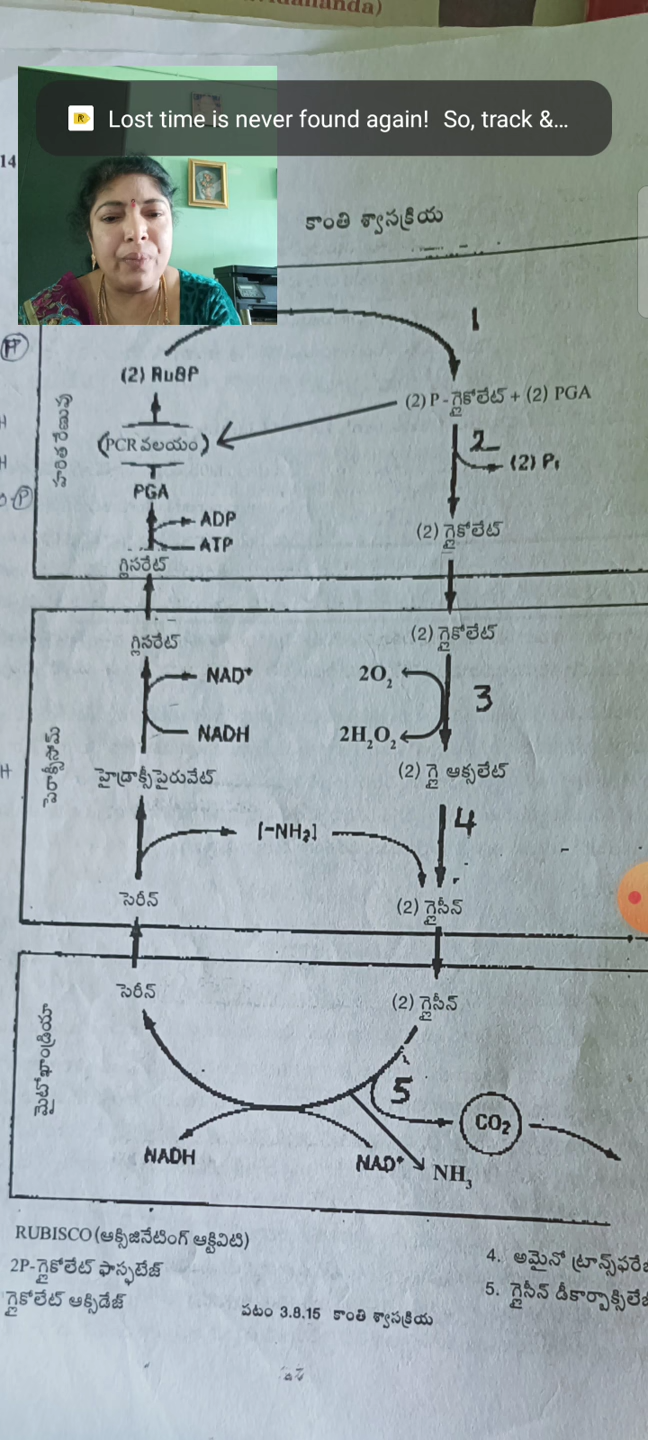 Lost time is never found again! So, track &...
14
కాంతి శ్వాసక్రియ
1
(2) RuBP
(2) P-గ్లైకోలేట్ + (2) PGA
హరితరేణువు
(PCR వలయం)
2
(2) Pi
PGA
ADP
(2) గ్లైకోలేట్
ATP
గ్లిసరేట్
గ్లిసరేట్
(2) గ్లైకోలేట్
NAD+
2O2
3
NADH
2H2O2
పెరాక్సీసోమ్
హైడ్రాక్సీపైరువేట్
(2) గ్లై ఆక్సలేట్
[-NH2]
4
సెరీన్
(2) గ్లైసీన్
సెరీన్
(2) గ్లైసీన్
మైటోఖాండ్రియా
5
CO2
NADH
NAD+
NH3
RUBISCO (ఆక్సిజినేటింగ్ ఆక్టివిటి)
2P-గ్లైకోలేట్ ఫాస్ఫటేజ్
4. అమైనో ట్రాన్స్‌ఫరే
గ్లైకోలేట్ ఆక్సిడేజ్
5. గ్లైసీన్ డీకార్బాక్సిలేజ్
పటం 3.8.15 కాంతి శ్వాసక్రియ